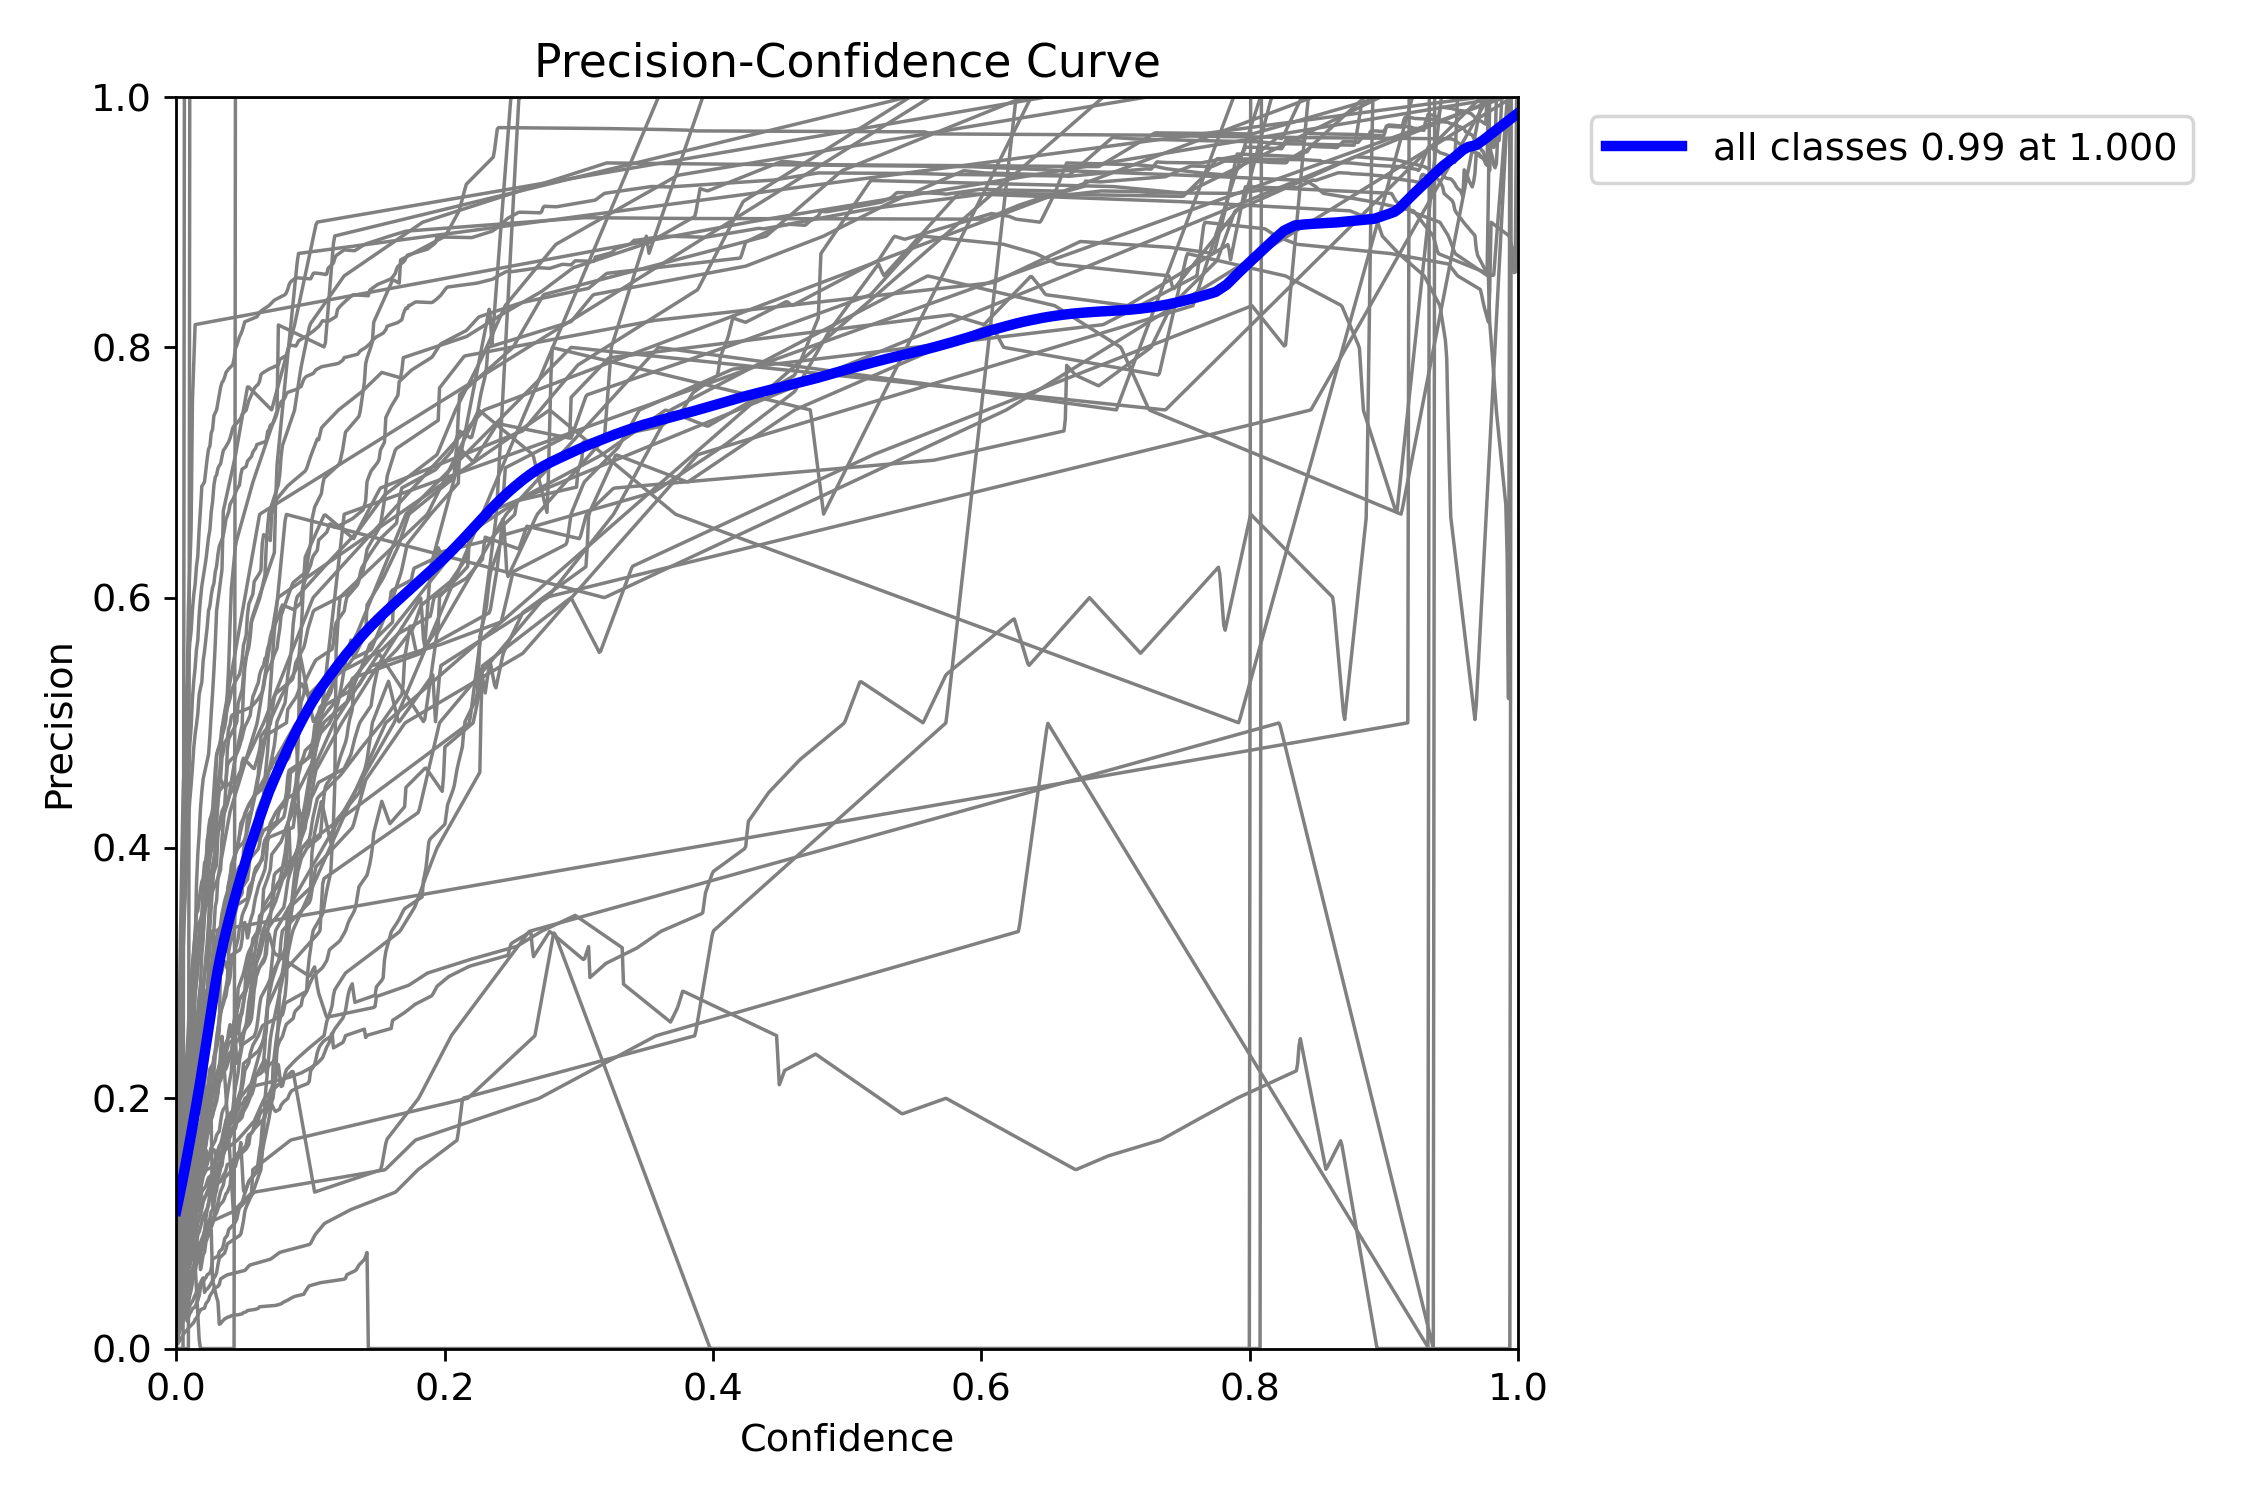 Precision-Confidence Curve
all classes 0.99 at 1.000
1.0
0.8
0.6
0.4
0.2
0.0
Precision
0.0 0.2 0.4 0.6 0.8 1.0
Confidence